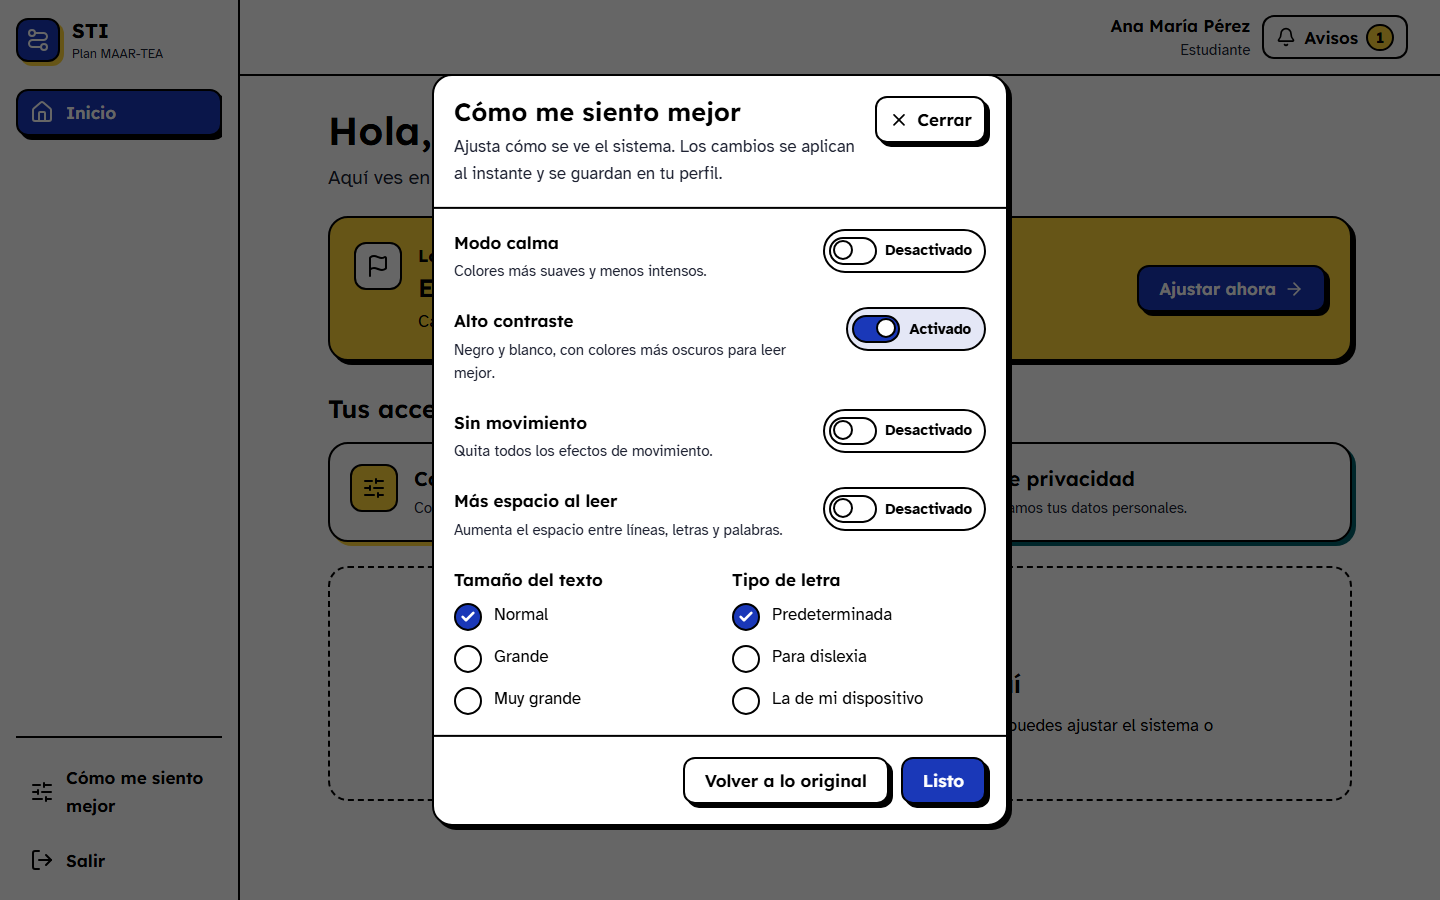 STI
Plan MAAR-TEA
Inicio
Cómo me siento
mejor
Salir
Ana María Pérez
Estudiante
Avisos 1
Hola,
Aquí ves en
Ajustar ahora
Tus acce
e privacidad
amos tus datos personales.
puedes ajustar el sistema o
Cómo me siento mejor
Cerrar
Ajusta cómo se ve el sistema. Los cambios se aplican
al instante y se guardan en tu perfil.
Modo calma
Desactivado
Colores más suaves y menos intensos.
Alto contraste
Activado
Negro y blanco, con colores más oscuros para leer
mejor.
Sin movimiento
Desactivado
Quita todos los efectos de movimiento.
Más espacio al leer
Desactivado
Aumenta el espacio entre líneas, letras y palabras.
Tamaño del texto
Normal
Grande
Muy grande
Tipo de letra
Predeterminada
Para dislexia
La de mi dispositivo
Volver a lo original
Listo